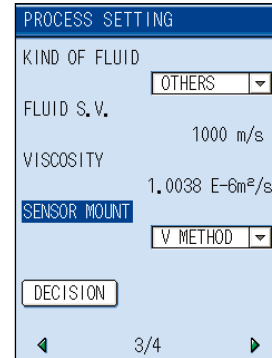 PROCESS SETTING
KIND OF FLUID
OTHERS
FLUID S.V.
1000 m/s
VISCOSITY
1.0038 E-6m²/s
SENSOR MOUNT
V METHOD
DECISION
3/4